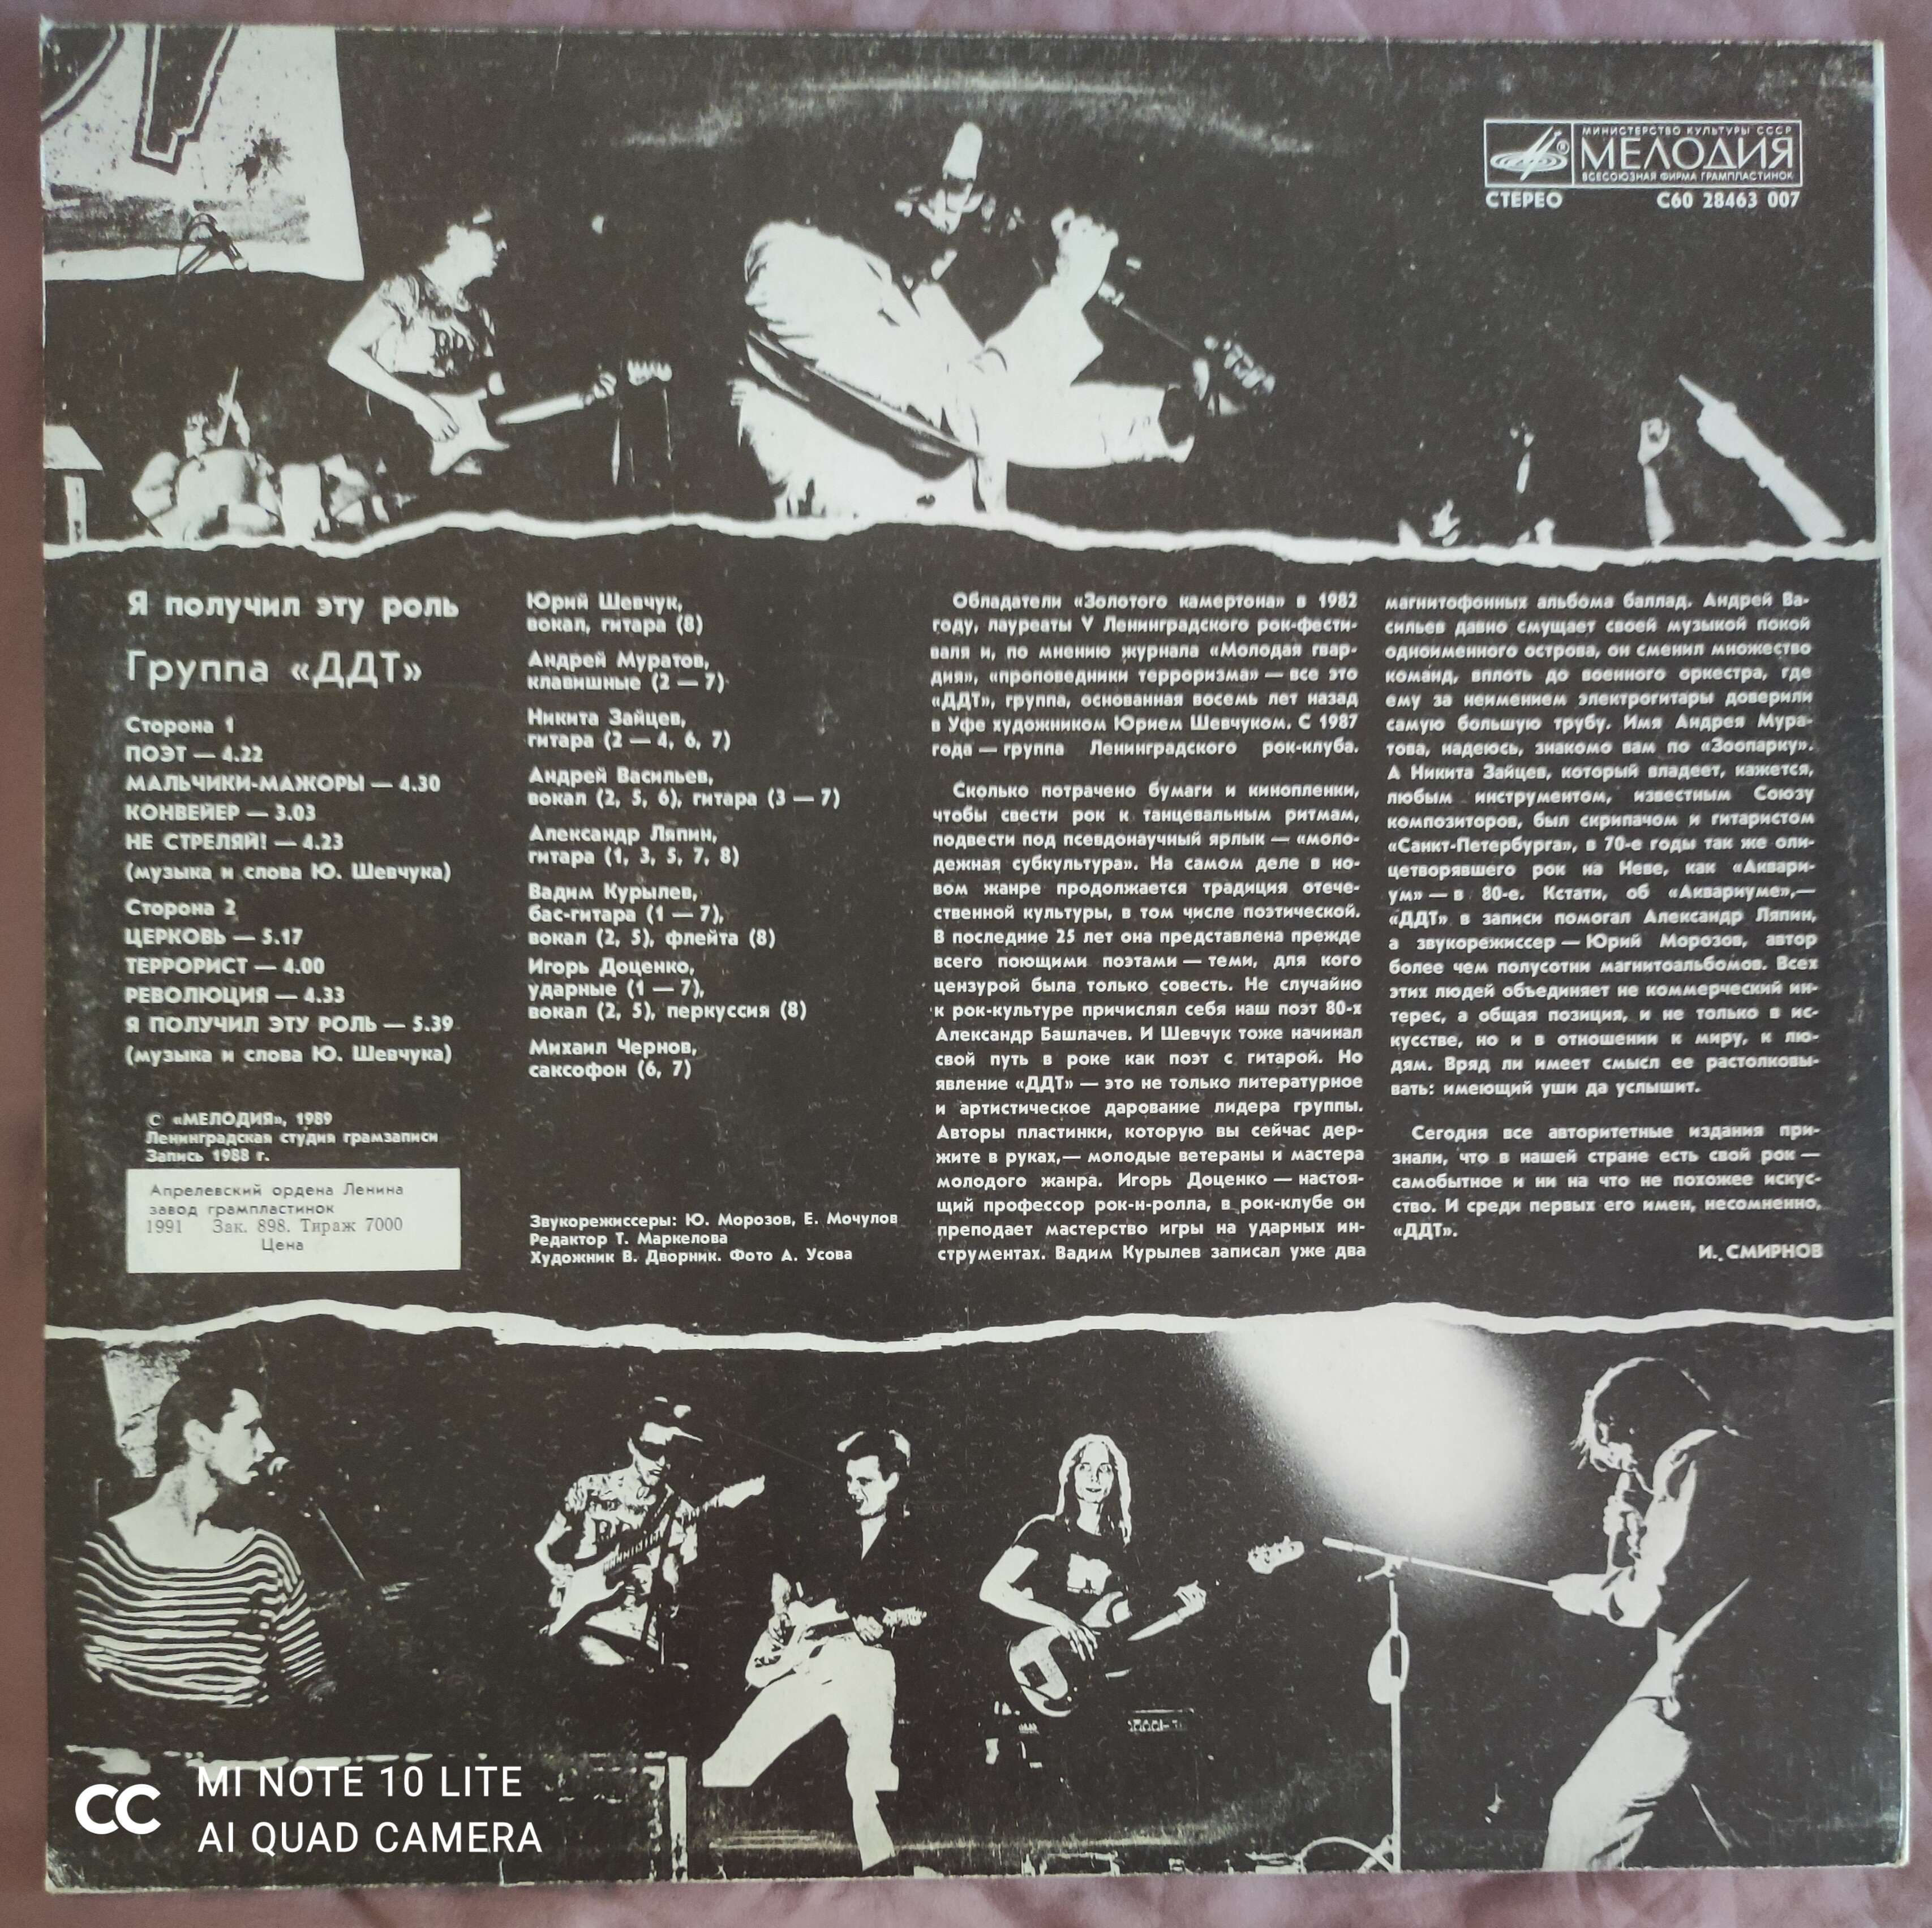 МИНИСТЕРСТВО КУЛЬТУРЫ СССР
МЕЛОДИЯ
ВСЕСОЮЗНАЯ ФИРМА ГРАМПЛАСТИНОК
СТЕРЕО С60 28463 007
Я получил эту роль
Группа «ДДТ»
Сторона 1
ПОЭТ — 4.22
МАЛЬЧИКИ-МАЖОРЫ — 4.30
КОНВЕЙЕР — 3.03
НЕ СТРЕЛЯЙ! — 4.23
(музыка и слова Ю. Шевчука)
Сторона 2
ЦЕРКОВЬ — 5.17
ТЕРРОРИСТ — 4.00
РЕВОЛЮЦИЯ — 4.33
Я ПОЛУЧИЛ ЭТУ РОЛЬ — 5.39
(музыка и слова Ю. Шевчука)
© «МЕЛОДИЯ», 1989
Ленинградская студия грамзаписи
Запись 1988 г.
Апрелевский ордена Ленина
завод грампластинок
1991 Зак. 898. Тираж 7000
Цена
Юрий Шевчук,
вокал, гитара (8)
Андрей Муратов,
клавишные (2 — 7)
Никита Зайцев,
гитара (2 — 4, 6, 7)
Андрей Васильев,
вокал (2, 5, 6), гитара (3 — 7)
Александр Ляпин,
гитара (1, 3, 5, 7, 8)
Вадим Курылев,
бас-гитара (1 — 7),
вокал (2, 5), флейта (8)
Игорь Доценко,
ударные (1 — 7),
вокал (2, 5), перкуссия (8)
Михаил Чернов,
саксофон (6, 7)
Звукорежиссеры: Ю. Морозов, Е. Мочулов
Редактор Т. Маркелова
Художник В. Дворник. Фото А. Усова
Обладатели «Золотого камертона» в 1982
году, лауреаты V Ленинградского рок-фести-
валя и, по мнению журнала «Молодая гвар-
дия», «проповедники терроризма» — все это
«ДДТ», группа, основанная восемь лет назад
в Уфе художником Юрием Шевчуком. С 1987
года — группа Ленинградского рок-клуба.
Сколько потрачено бумаги и кинопленки,
чтобы свести рок к танцевальным ритмам,
подвести под псевдонаучный ярлык — «моло-
дежная субкультура». На самом деле в но-
вом жанре продолжается традиция отече-
ственной культуры, в том числе поэтической.
В последние 25 лет она представлена прежде
всего поющими поэтами — теми, для кого
цензурой была только совесть. Не случайно
к рок-культуре причислял себя наш поэт 80-х
Александр Башлачев. И Шевчук тоже начинал
свой путь в роке как поэт с гитарой. Но
явление «ДДТ» — это не только литературное
и артистическое дарование лидера группы.
Авторы пластинки, которую вы сейчас дер-
жите в руках,— молодые ветераны и мастера
молодого жанра. Игорь Доценко — настоя-
щий профессор рок-н-ролла, в рок-клубе он
преподает мастерство игры на ударных ин-
струментах. Вадим Курылев записал уже два
магнитофонных альбома баллад. Андрей Ва-
сильев давно смущает своей музыкой покой
одноименного острова, он сменил множество
команд, вплоть до военного оркестра, где
ему за неимением электрогитары доверили
самую большую трубу. Имя Андрея Мура-
това, надеюсь, знакомо вам по «Зоопарку».
А Никита Зайцев, который владеет, кажется,
любым инструментом, известным Союзу
композиторов, был скрипачом и гитаристом
«Санкт-Петербурга», в 70-е годы так же оли-
цетворявшего рок на Неве, как «Аквари-
ум» — в 80-е. Кстати, об «Аквариуме»,—
«ДДТ» в записи помогал Александр Ляпин,
а звукорежиссер — Юрий Морозов, автор
более чем полусотни магнитоальбомов. Всех
этих людей объединяет не коммерческий ин-
терес, а общая позиция, и не только в ис-
кусстве, но и в отношении к миру, к лю-
дям. Вряд ли имеет смысл ее растолковы-
вать: имеющий уши да услышит.
Сегодня все авторитетные издания при-
знали, что в нашей стране есть свой рок —
самобытное и ни на что не похожее искус-
ство. И среди первых его имен, несомненно,
«ДДТ».
И. СМИРНОВ
MI NOTE 10 LITE
AI QUAD CAMERA